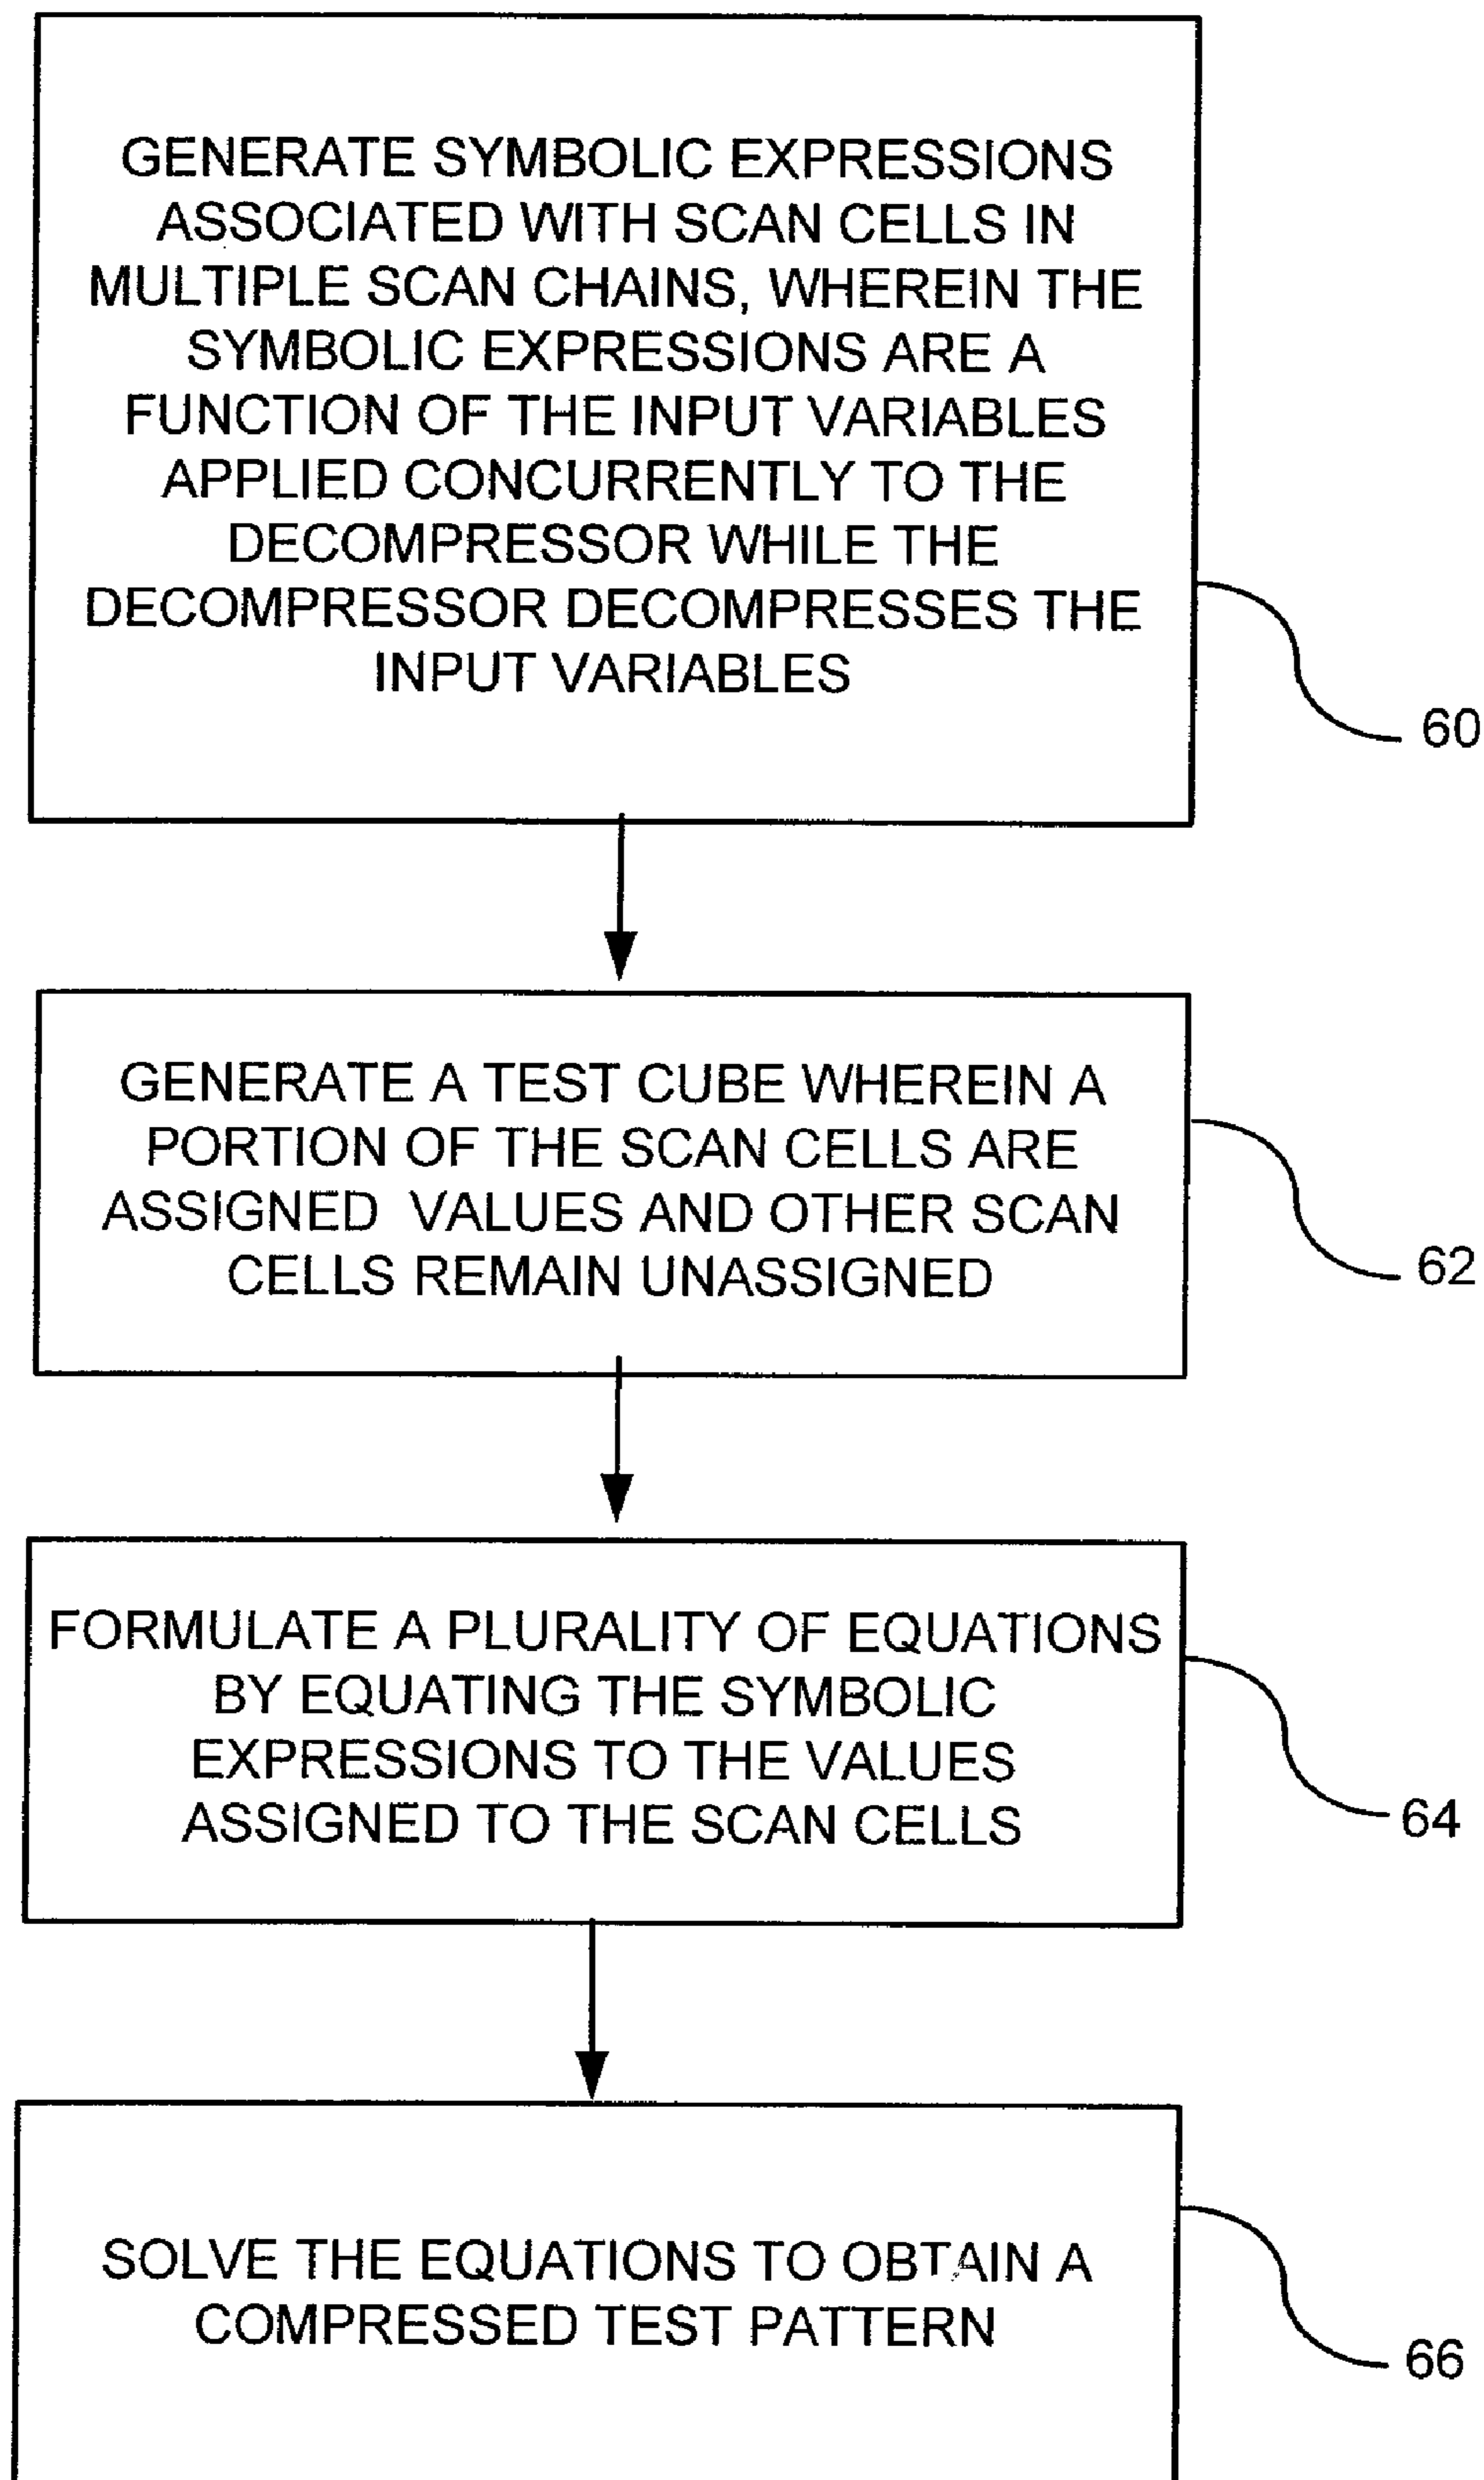 GENERATE SYMBOLIC EXPRESSIONS
ASSOCIATED WITH SCAN CELLS IN
MULTIPLE SCAN CHAINS, WHEREIN THE
SYMBOLIC EXPRESSIONS ARE A
FUNCTION OF THE INPUT VARIABLES
APPLIED CONCURRENTLY TO THE
DECOMPRESSOR WHILE THE
DECOMPRESSOR DECOMPRESSES THE
INPUT VARIABLES
60
GENERATE A TEST CUBE WHEREIN A
PORTION OF THE SCAN CELLS ARE
ASSIGNED VALUES AND OTHER SCAN
CELLS REMAIN UNASSIGNED
62
FORMULATE A PLURALITY OF EQUATIONS
BY EQUATING THE SYMBOLIC
EXPRESSIONS TO THE VALUES
ASSIGNED TO THE SCAN CELLS
64
SOLVE THE EQUATIONS TO OBTAIN A
COMPRESSED TEST PATTERN
66